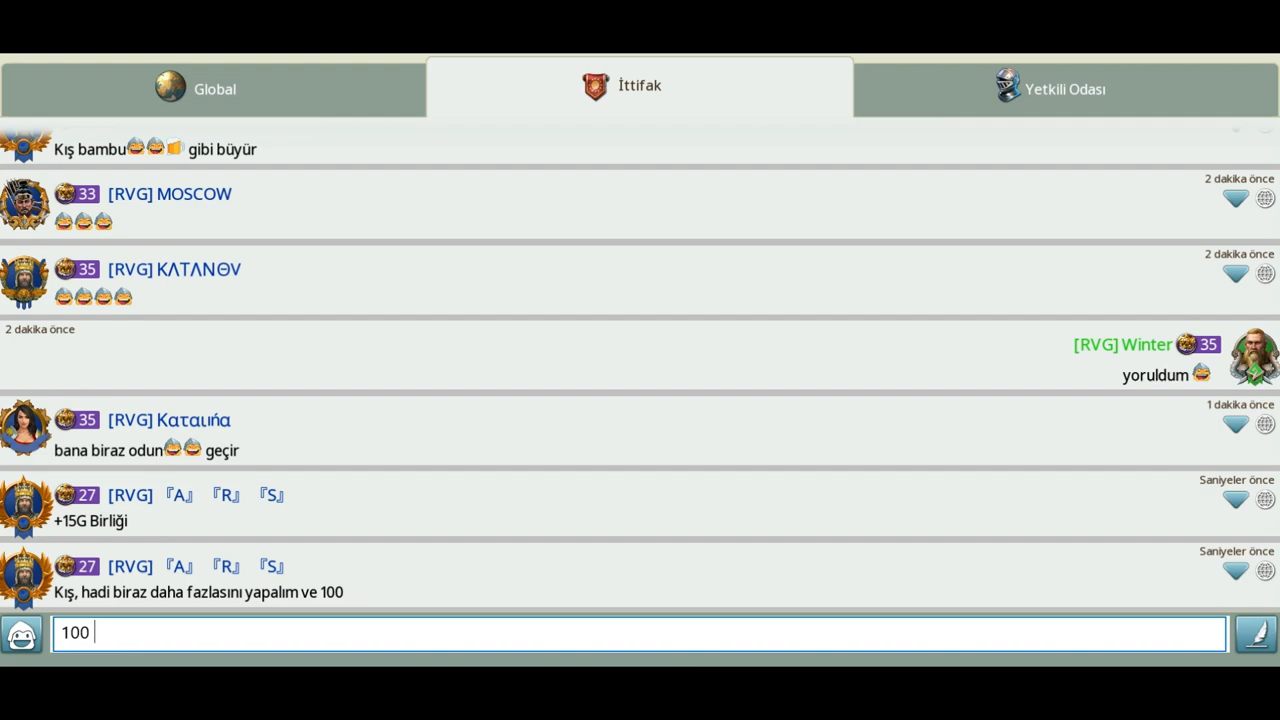 Global
İttifak
Yetkili Odası
Kış bambu😂😂🍺 gibi büyür
33 [RVG] MOSCOW
2 dakika önce
😂😂😂
35 [RVG] KΛTΛNΘV
2 dakika önce
😂😂😂😂
2 dakika önce
[RVG] Winter 35
yoruldum 😂
35 [RVG] Kαταιιήα
1 dakika önce
bana biraz odun😂😂 geçir
27 [RVG] 『A』 『R』 『S』
Saniyeler önce
+15G Birliği
27 [RVG] 『A』 『R』 『S』
Saniyeler önce
Kış, hadi biraz daha fazlasını yapalım ve 100
100